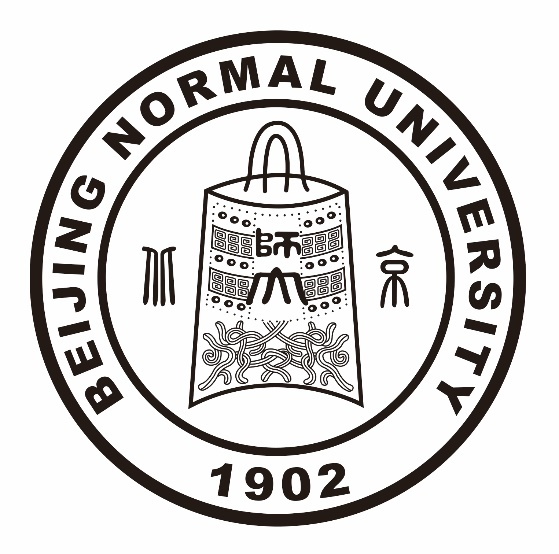 BEIJING NORMAL UNIVERSITY
師大
北京
1902